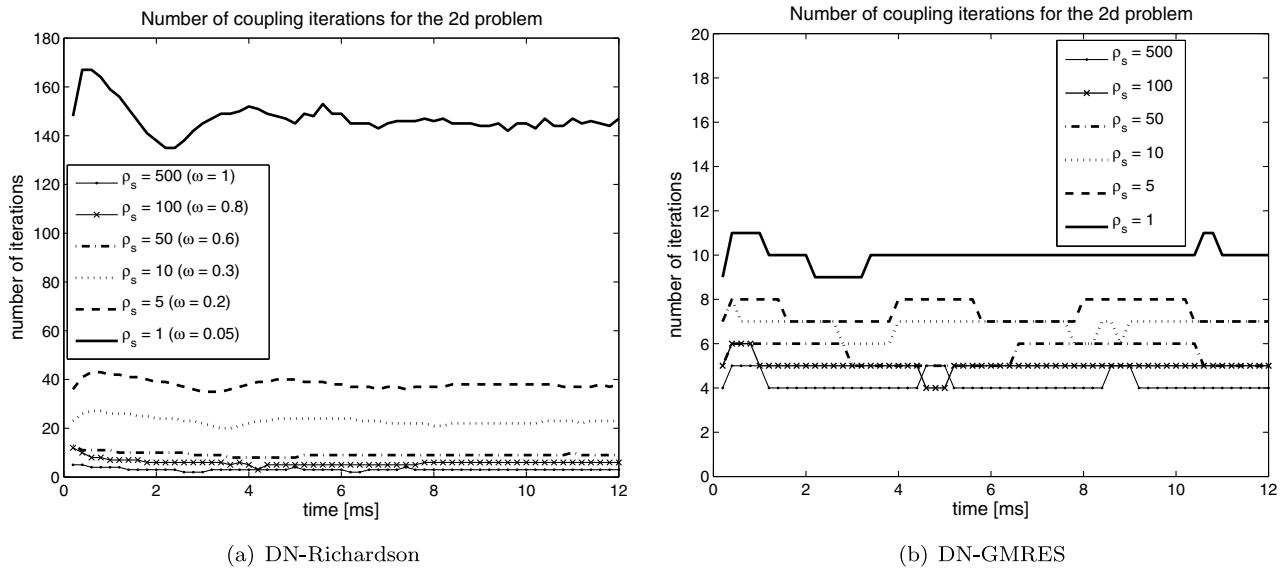 Number of coupling iterations for the 2d problem
180
160
140
120
100
80
60
40
20
0
number of iterations
ρs = 500 (ω = 1)
ρs = 100 (ω = 0.8)
ρs = 50 (ω = 0.6)
ρs = 10 (ω = 0.3)
ρs = 5 (ω = 0.2)
ρs = 1 (ω = 0.05)
0 2 4 6 8 10 12
time [ms]
(a) DN-Richardson
Number of coupling iterations for the 2d problem
20
18
16
14
12
10
8
6
4
2
0
number of iterations
ρs = 500
ρs = 100
ρs = 50
ρs = 10
ρs = 5
ρs = 1
0 2 4 6 8 10 12
time [ms]
(b) DN-GMRES